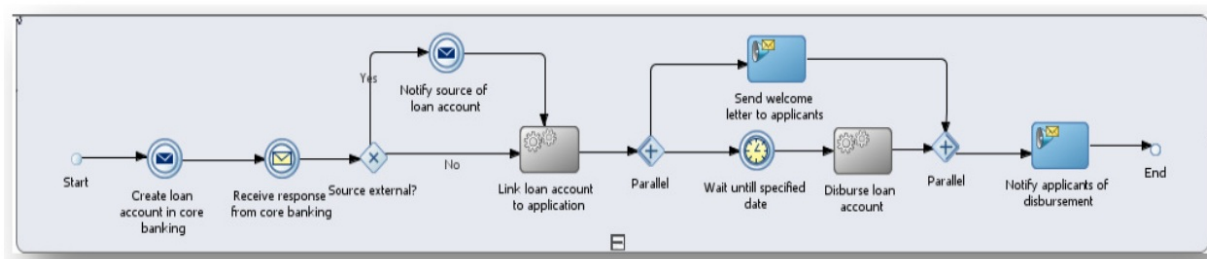 Start
Create loan
account in core
banking
Receive response
from core banking
Source external?
Yes
Notify source of
loan account
No
Link loan account
to application
Parallel
Send welcome
letter to applicants
Wait untill specified
date
Disburse loan
account
Parallel
Notify applicants of
disbursement
End